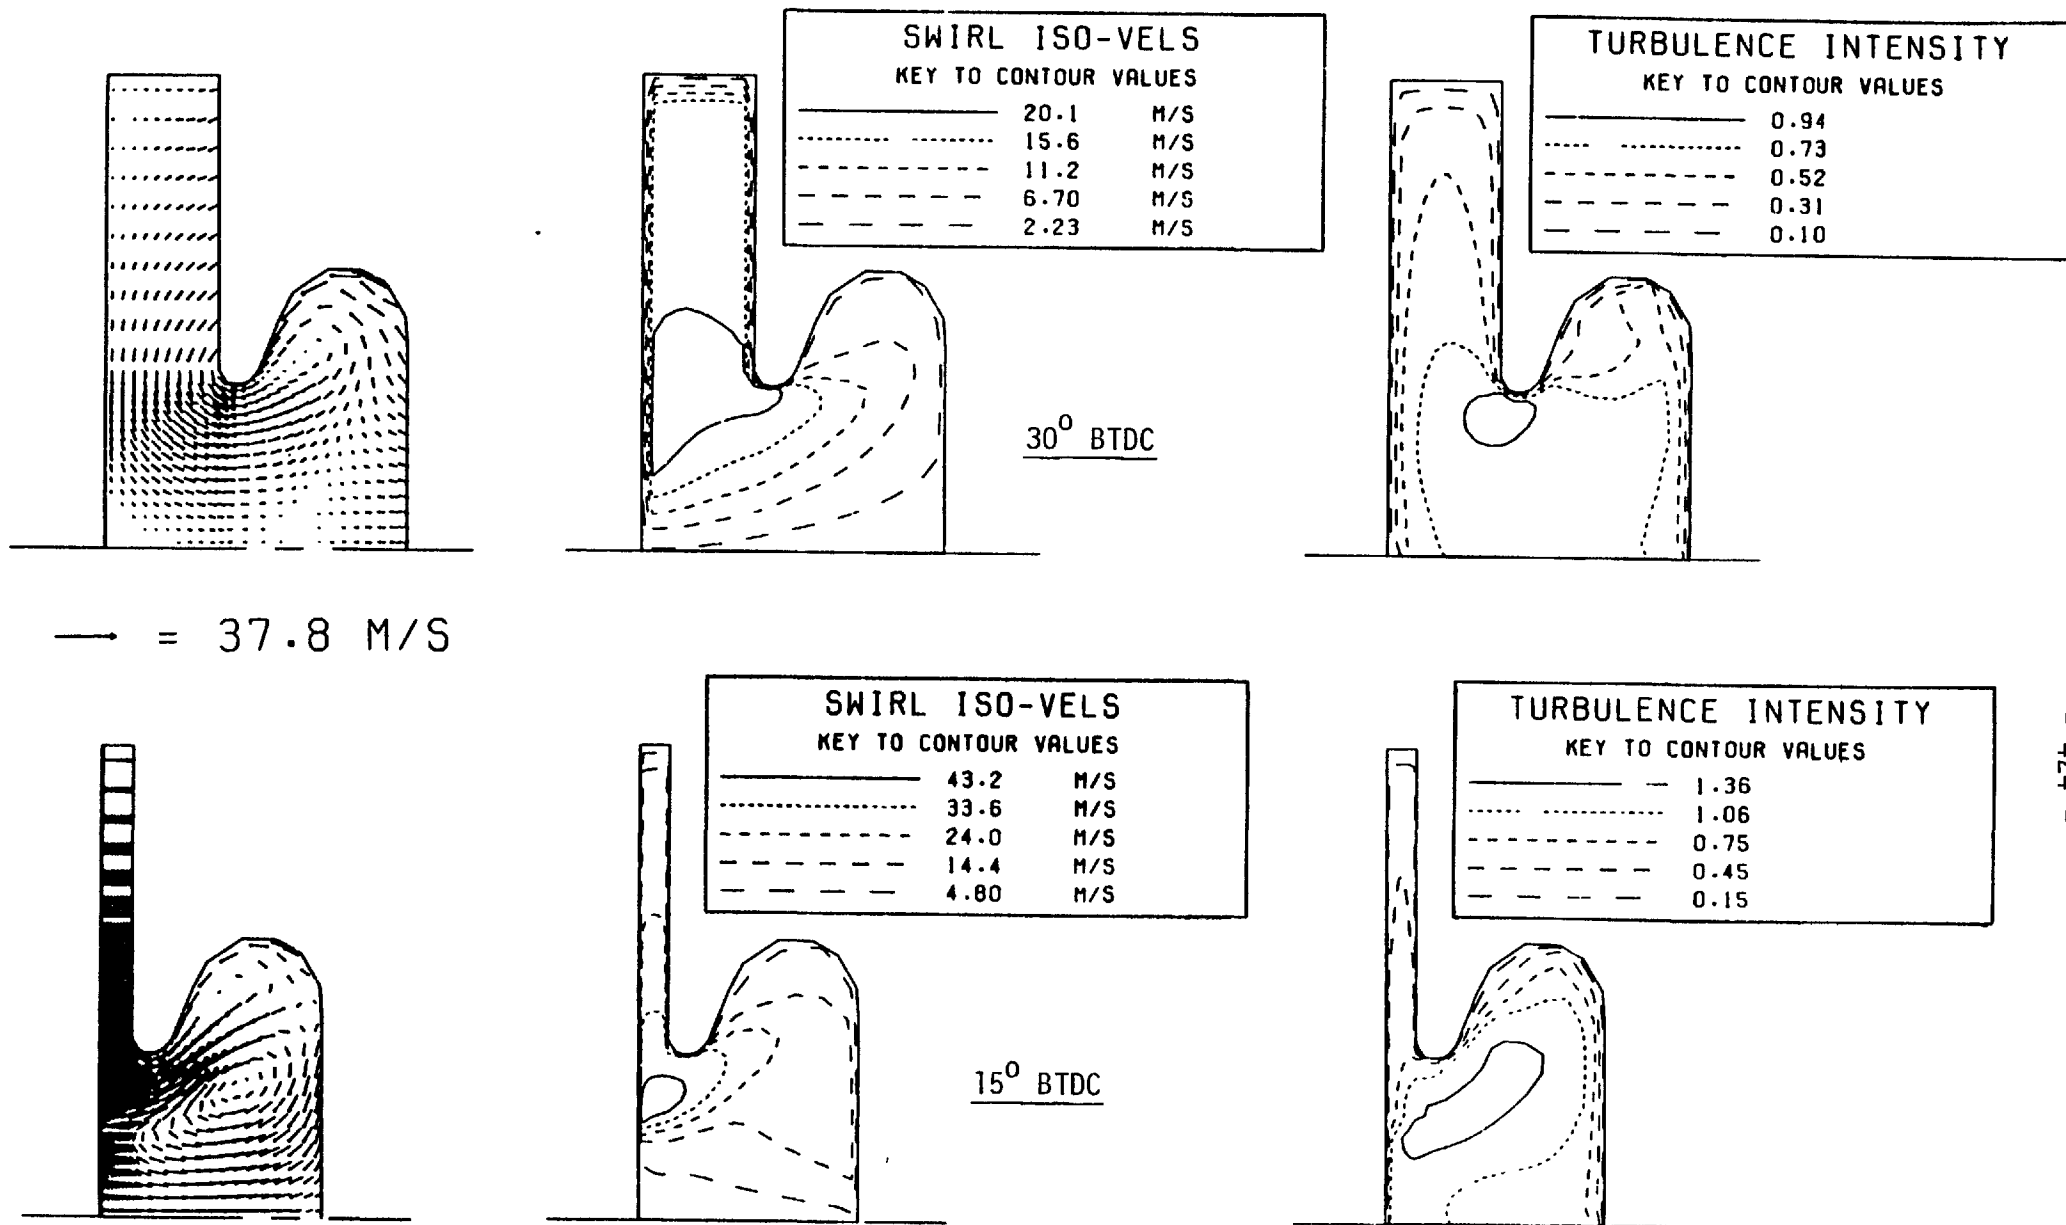 SWIRL ISO-VELS
KEY TO CONTOUR VALUES
20.1 M/S
15.6 M/S
11.2 M/S
6.70 M/S
2.23 M/S
TURBULENCE INTENSITY
KEY TO CONTOUR VALUES
0.94
0.73
0.52
0.31
0.10
30° BTDC
= 37.8 M/S
SWIRL ISO-VELS
KEY TO CONTOUR VALUES
43.2 M/S
33.6 M/S
24.0 M/S
14.4 M/S
4.80 M/S
TURBULENCE INTENSITY
KEY TO CONTOUR VALUES
1.36
1.06
0.75
0.45
0.15
15° BTDC